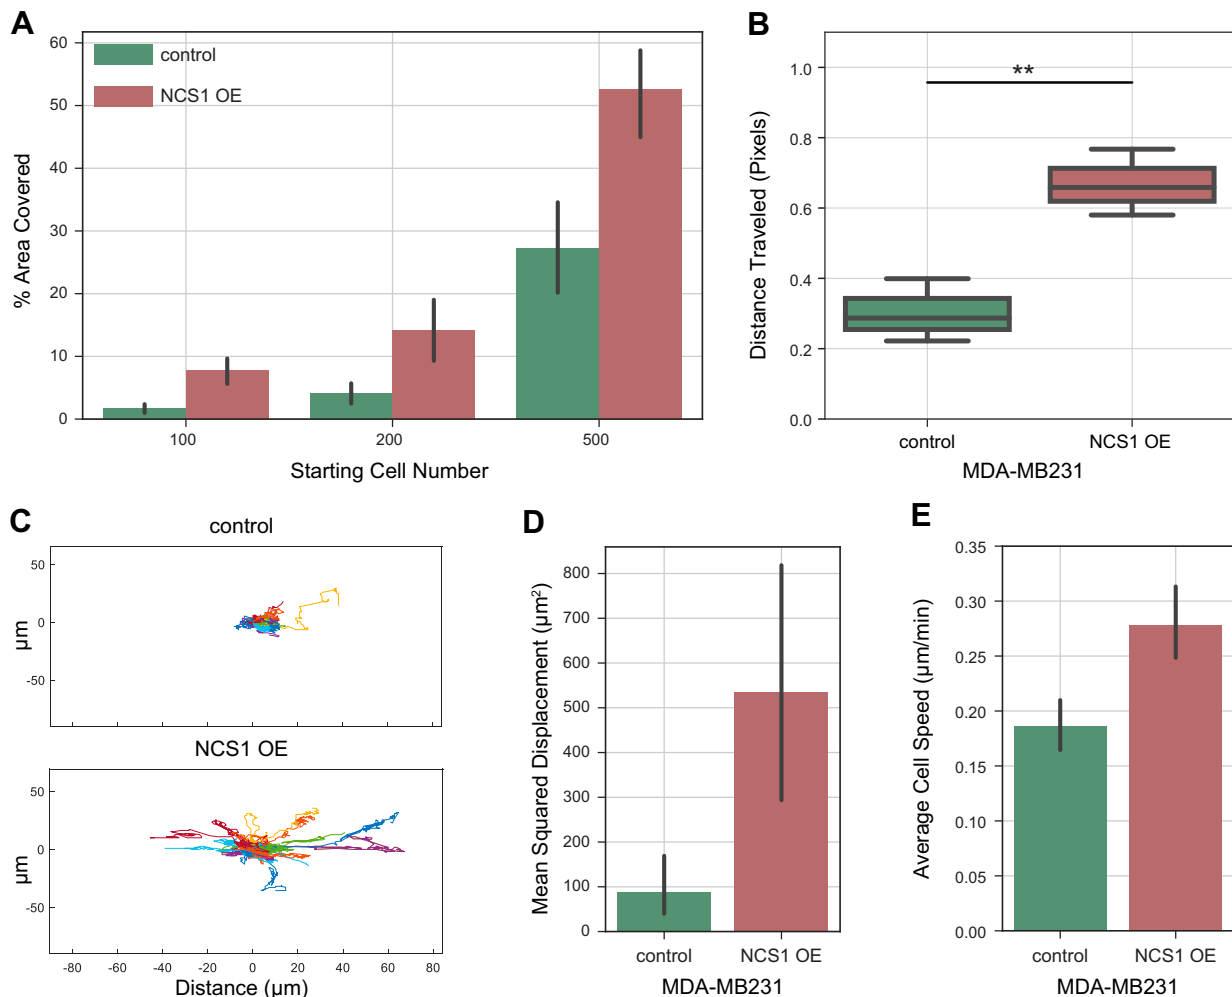 A
control
NCS1 OE
% Area Covered
60
50
40
30
20
10
0
100
200
500
Starting Cell Number
B
**
Distance Traveled (Pixels)
1.0
0.8
0.6
0.4
0.2
0.0
control
NCS1 OE
MDA-MB231
C
control
µm
50
0
-50
NCS1 OE
µm
50
0
-50
-80
-60
-40
-20
0
20
40
60
80
Distance (µm)
D
Mean Squared Displacement (µm²)
800
700
600
500
400
300
200
100
0
control
NCS1 OE
MDA-MB231
E
Average Cell Speed (µm/min)
0.35
0.30
0.25
0.20
0.15
0.10
0.05
0.00
control
NCS1 OE
MDA-MB231